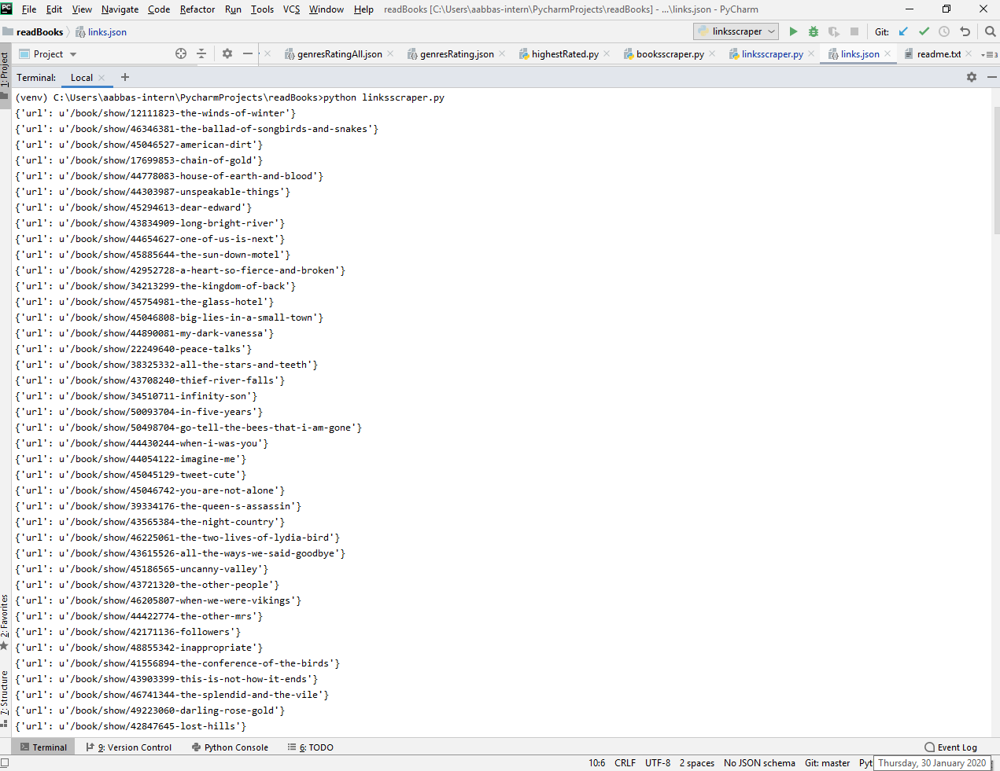 PC File Edit View Navigate Code Refactor Run Tools VCS Window Help readBooks [C:\Users\aabbas-intern\PycharmProjects\readBooks] - ...\links.json - PyCharm
readBooks links.json linksscraper Git:
1: Project
Project genresRatingAll.json genresRating.json highestRated.py booksscraper.py linksscraper.py links.json readme.txt 3
Terminal: Local +
(venv) C:\Users\aabbas-intern\PycharmProjects\readBooks>python linksscraper.py
{'url': u'/book/show/12111823-the-winds-of-winter'}
{'url': u'/book/show/46346381-the-ballad-of-songbirds-and-snakes'}
{'url': u'/book/show/45046527-american-dirt'}
{'url': u'/book/show/17699853-chain-of-gold'}
{'url': u'/book/show/44778083-house-of-earth-and-blood'}
{'url': u'/book/show/44303987-unspeakable-things'}
{'url': u'/book/show/45294613-dear-edward'}
{'url': u'/book/show/43834909-long-bright-river'}
{'url': u'/book/show/44654627-one-of-us-is-next'}
{'url': u'/book/show/45885644-the-sun-down-motel'}
{'url': u'/book/show/42952728-a-heart-so-fierce-and-broken'}
{'url': u'/book/show/34213299-the-kingdom-of-back'}
{'url': u'/book/show/45754981-the-glass-hotel'}
{'url': u'/book/show/45046808-big-lies-in-a-small-town'}
{'url': u'/book/show/44890081-my-dark-vanessa'}
{'url': u'/book/show/22249640-peace-talks'}
{'url': u'/book/show/38325332-all-the-stars-and-teeth'}
{'url': u'/book/show/43708240-thief-river-falls'}
{'url': u'/book/show/34510711-infinity-son'}
{'url': u'/book/show/50093704-in-five-years'}
{'url': u'/book/show/50498704-go-tell-the-bees-that-i-am-gone'}
{'url': u'/book/show/44430244-when-i-was-you'}
{'url': u'/book/show/44054122-imagine-me'}
{'url': u'/book/show/45045129-tweet-cute'}
{'url': u'/book/show/45046742-you-are-not-alone'}
{'url': u'/book/show/39334176-the-queen-s-assassin'}
{'url': u'/book/show/43565384-the-night-country'}
{'url': u'/book/show/46225061-the-two-lives-of-lydia-bird'}
{'url': u'/book/show/43615526-all-the-ways-we-said-goodbye'}
{'url': u'/book/show/45186565-uncanny-valley'}
{'url': u'/book/show/43721320-the-other-people'}
{'url': u'/book/show/46205807-when-we-were-vikings'}
{'url': u'/book/show/44422774-the-other-mrs'}
{'url': u'/book/show/42171136-followers'}
{'url': u'/book/show/48855342-inappropriate'}
{'url': u'/book/show/41556894-the-conference-of-the-birds'}
{'url': u'/book/show/43903399-this-is-not-how-it-ends'}
{'url': u'/book/show/46741344-the-splendid-and-the-vile'}
{'url': u'/book/show/49223060-darling-rose-gold'}
{'url': u'/book/show/42847645-lost-hills'}
2: Favorites
7: Structure
Terminal 9: Version Control Python Console 6: TODO Event Log
10:6 CRLF UTF-8 2 spaces No JSON schema Git: master Pyt Thursday, 30 January 2020